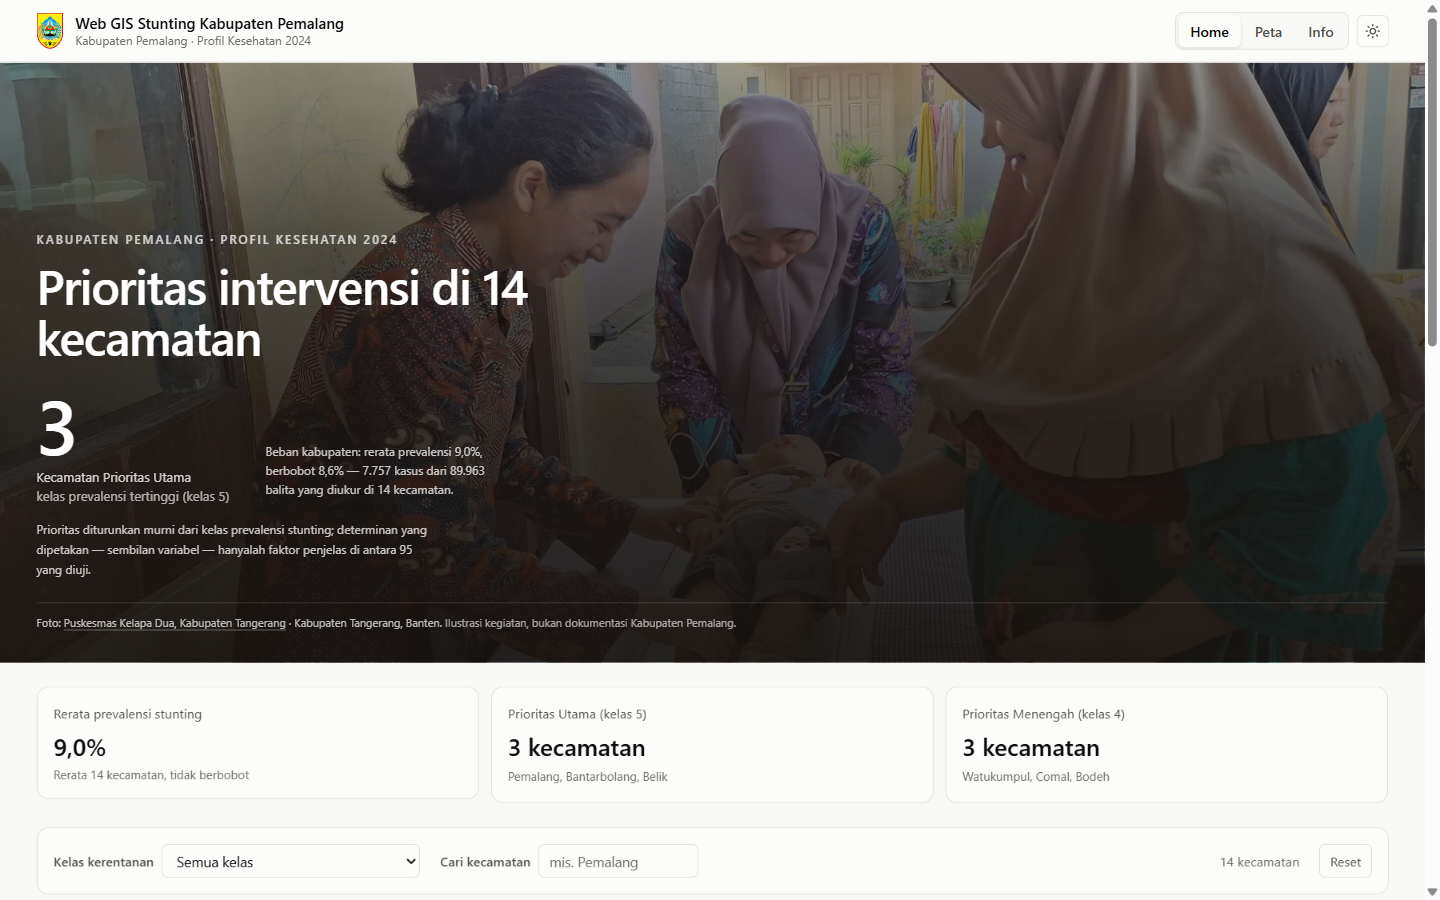 Web GIS Stunting Kabupaten Pemalang
Kabupaten Pemalang · Profil Kesehatan 2024
Home
Peta
Info
KABUPATEN PEMALANG · PROFIL KESEHATAN 2024
Prioritas intervensi di 14
kecamatan
3
Kecamatan Prioritas Utama
kelas prevalensi tertinggi (kelas 5)
Beban kabupaten: rerata prevalensi 9,0%,
berbobot 8,6% — 7.757 kasus dari 89.963
balita yang diukur di 14 kecamatan.
Prioritas diturunkan murni dari kelas prevalensi stunting; determinan yang
dipetakan — sembilan variabel — hanyalah faktor penjelas di antara 95
yang diuji.
Foto: Puskesmas Kelapa Dua, Kabupaten Tangerang · Kabupaten Tangerang, Banten. Ilustrasi kegiatan, bukan dokumentasi Kabupaten Pemalang.
Rerata prevalensi stunting
9,0%
Rerata 14 kecamatan, tidak berbobot
Prioritas Utama (kelas 5)
3 kecamatan
Pemalang, Bantarbolang, Belik
Prioritas Menengah (kelas 4)
3 kecamatan
Watukumpul, Comal, Bodeh
Kelas kerentanan
Semua kelas
Cari kecamatan
mis. Pemalang
14 kecamatan
Reset